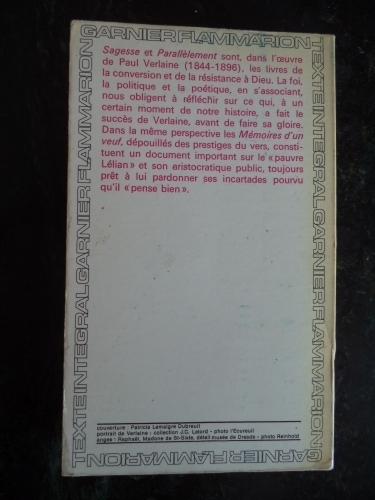 GARNIER FLAMMARION
TEXTE INTEGRAL GARNIER FLAMMARION
Sagesse et Parallèlement sont, dans l'œuvre
de Paul Verlaine (1844-1896), les livres de
la conversion et de la résistance à Dieu. La foi,
la politique et la poétique, en s'associant,
nous obligent à réfléchir sur ce qui, à un
certain moment de notre histoire, a fait le
succès de Verlaine, avant de faire sa gloire.
Dans la même perspective les Mémoires d'un
veuf, dépouillés des prestiges du vers, consti-
tuent un document important sur le « pauvre
Lélian » et son aristocratique public, toujours
prêt à lui pardonner ses incartades pourvu
qu'il « pense bien ».
couverture : Patricia Lemaigre Dubreuil
portrait de Verlaine : collection J.C. Latord - photo l'Ecureuil
anges : Raphaël, Madone de St-Sixte, détail musée de Dresde - photo Reinhold
TEXTE INTEGRAL GARNIER FLAMMARION
GARNIER FLAMMARION